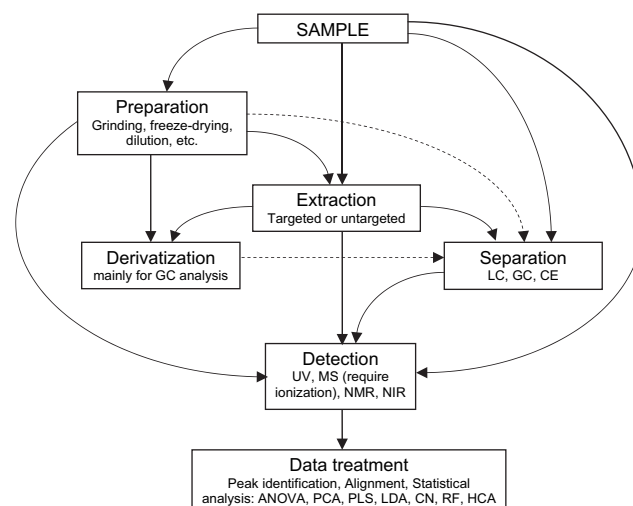 SAMPLE
Preparation
Grinding, freeze-drying,
dilution, etc.
Extraction
Targeted or untargeted
Derivatization
mainly for GC analysis
Separation
LC, GC, CE
Detection
UV, MS (require
ionization), NMR, NIR
Data treatment
Peak identification, Alignment, Statistical
analysis: ANOVA, PCA, PLS, LDA, CN, RF, HCA